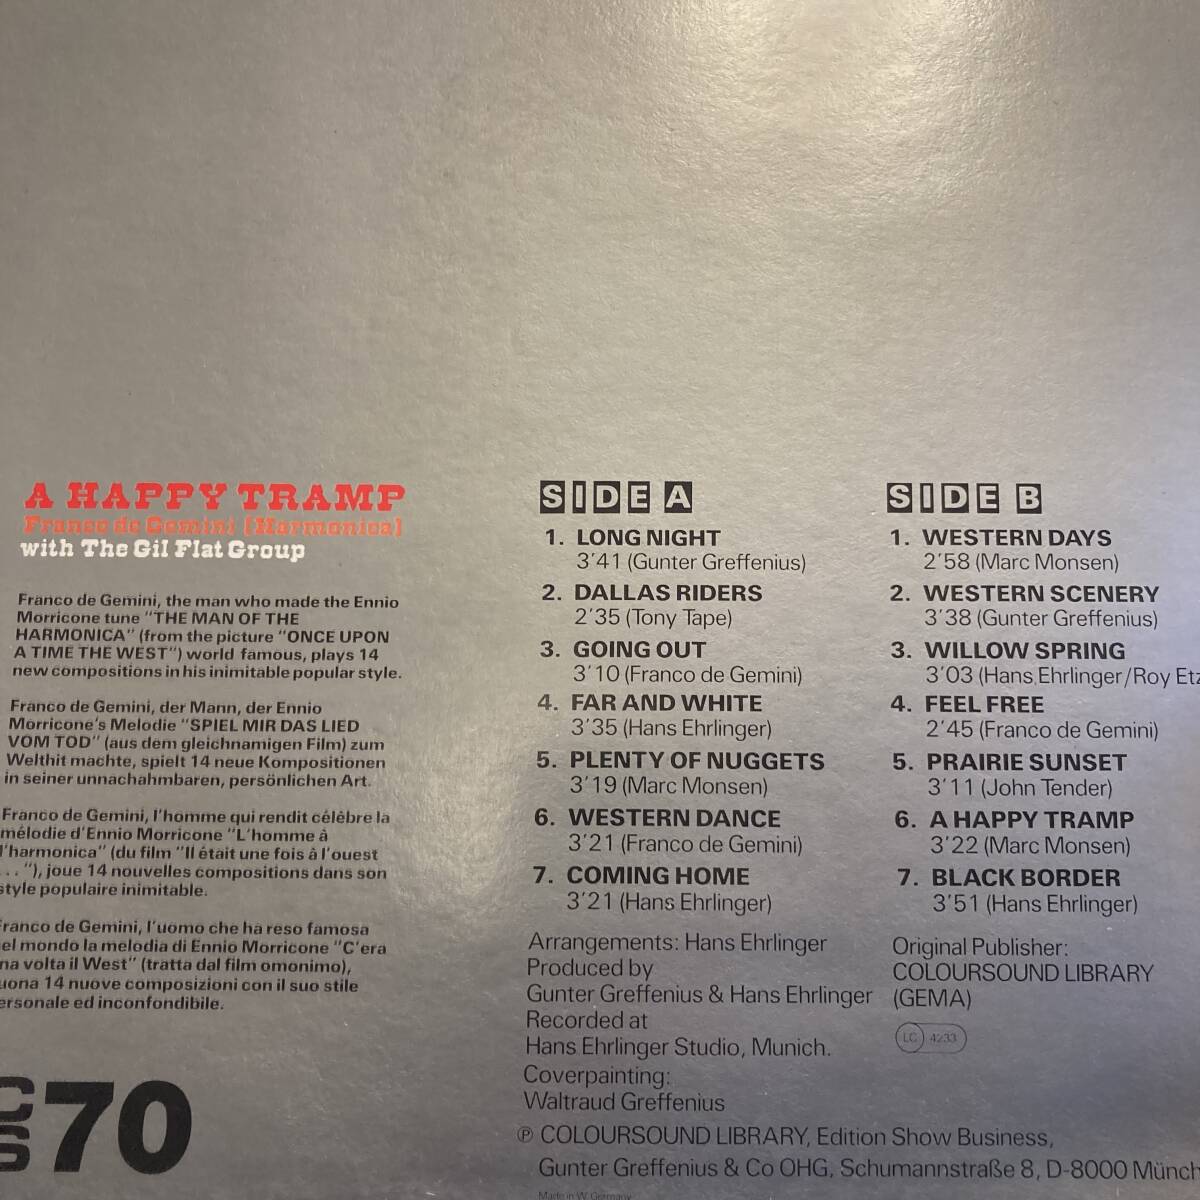 A HAPPY TRAMP
Franco de Gemini (Harmonica)
with The Gil Flat Group
Franco de Gemini, the man who made the Ennio
Morricone tune "THE MAN OF THE
HARMONICA" (from the picture "ONCE UPON
A TIME THE WEST") world famous, plays 14
new compositions in his inimitable popular style.
Franco de Gemini, der Mann, der Ennio
Morricone's Melodie "SPIEL MIR DAS LIED
VOM TOD" (aus dem gleichnamigen Film) zum
Welthit machte, spielt 14 neue Kompositionen
in seiner unnachahmbaren, persönlichen Art.
Franco de Gemini, l'homme qui rendit célèbre la
mélodie d'Ennio Morricone "L'homme à
l'harmonica" (du film "Il était une fois à l'ouest
. . . "), joue 14 nouvelles compositions dans son
style populaire inimitable.
Franco de Gemini, l'uomo che ha reso famosa
el mondo la melodia di Ennio Morricone "C'era
na volta il West" (tratta dal film omonimo),
uona 14 nuove composizioni con il suo stile
ersonale ed inconfondibile.
CS 70
SIDE A
1. LONG NIGHT
3'41 (Gunter Greffenius)
2. DALLAS RIDERS
2'35 (Tony Tape)
3. GOING OUT
3'10 (Franco de Gemini)
4. FAR AND WHITE
3'35 (Hans Ehrlinger)
5. PLENTY OF NUGGETS
3'19 (Marc Monsen)
6. WESTERN DANCE
3'21 (Franco de Gemini)
7. COMING HOME
3'21 (Hans Ehrlinger)
Arrangements: Hans Ehrlinger
Produced by
Gunter Greffenius & Hans Ehrlinger
Recorded at
Hans Ehrlinger Studio, Munich.
Coverpainting:
Waltraud Greffenius
SIDE B
1. WESTERN DAYS
2'58 (Marc Monsen)
2. WESTERN SCENERY
3'38 (Gunter Greffenius)
3. WILLOW SPRING
3'03 (Hans Ehrlinger/Roy Etz
4. FEEL FREE
2'45 (Franco de Gemini)
5. PRAIRIE SUNSET
3'11 (John Tender)
6. A HAPPY TRAMP
3'22 (Marc Monsen)
7. BLACK BORDER
3'51 (Hans Ehrlinger)
Original Publisher:
COLOURSOUND LIBRARY
(GEMA)
LC 4233
℗ COLOURSOUND LIBRARY, Edition Show Business,
Gunter Greffenius & Co OHG, Schumannstraße 8, D-8000 Münch
Made in W. Germany